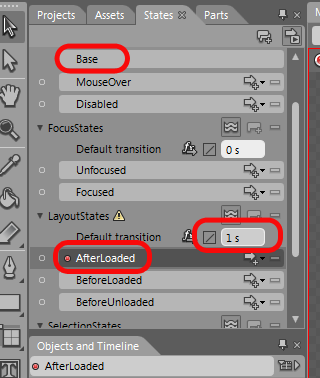 Projects Assets States × Parts
Base
MouseOver
Disabled
FocusStates
Default transition 0 s
Unfocused
Focused
LayoutStates
Default transition 1 s
AfterLoaded
BeforeLoaded
BeforeUnloaded
SelectionStates
Objects and Timeline
AfterLoaded